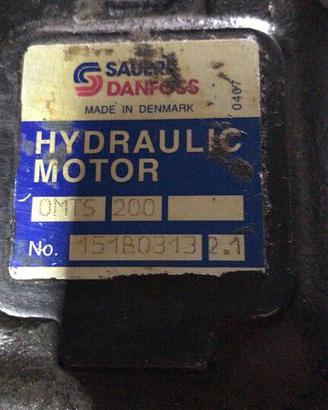 SAUER
DANFOSS
MADE IN DENMARK
0407
HYDRAULIC
MOTOR
OMTS 200
No. 151B0313 2.1